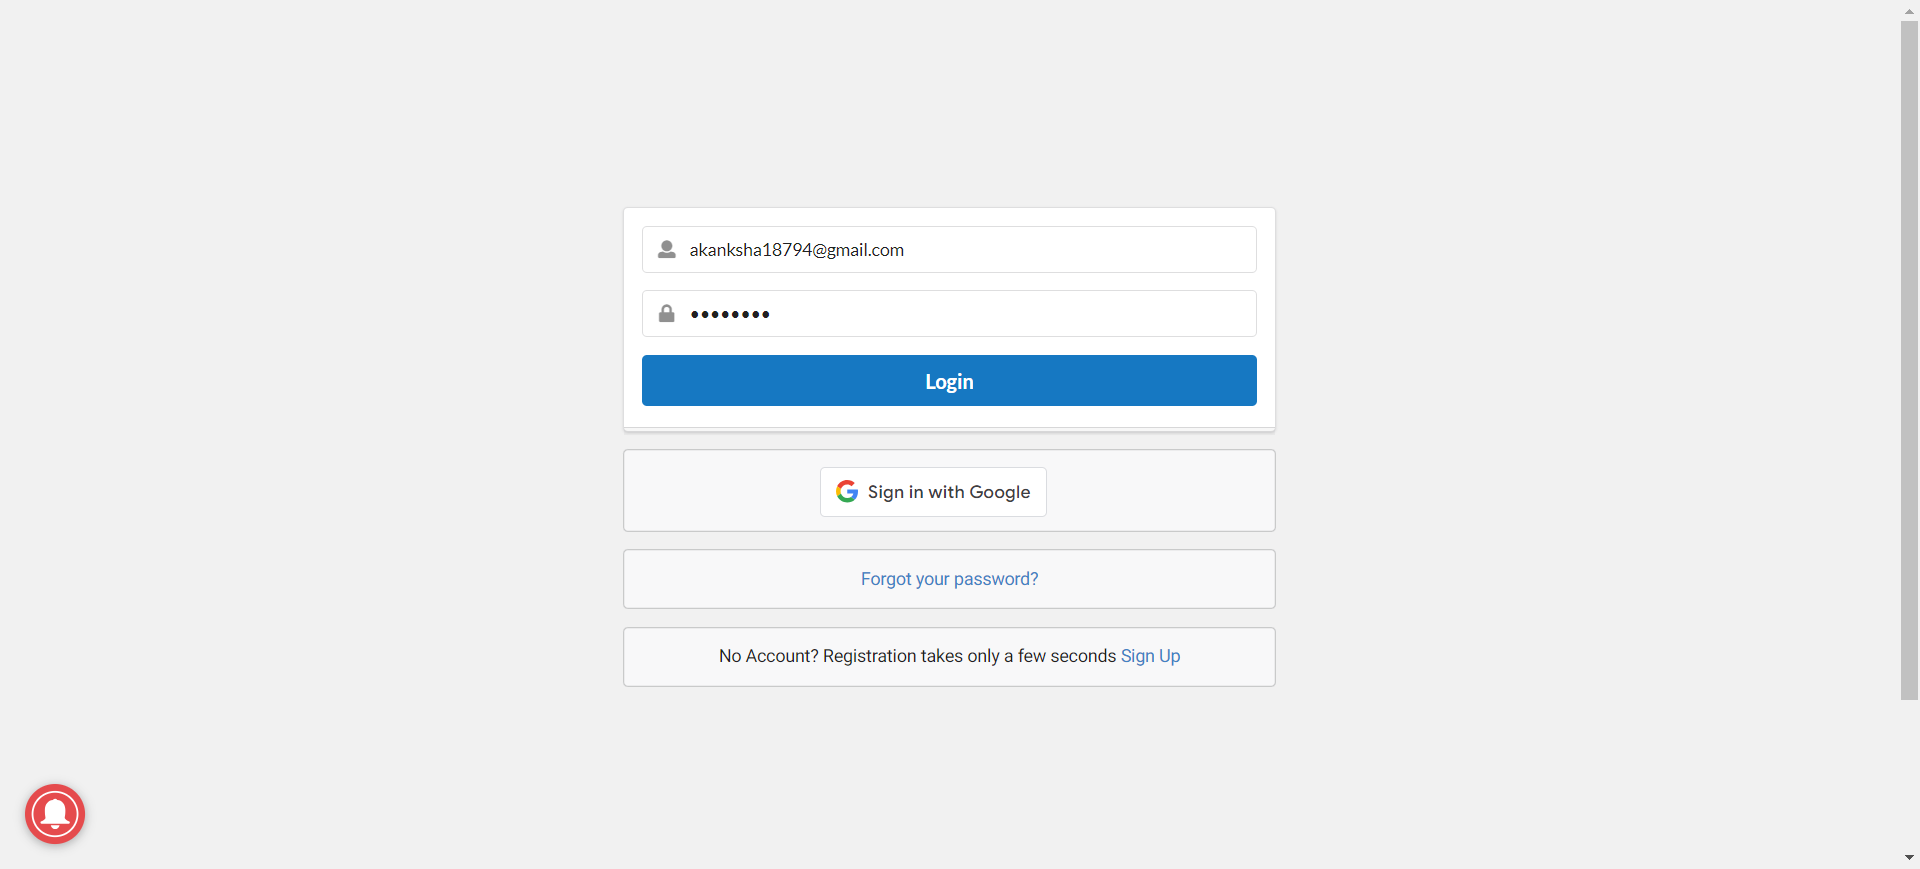 akanksha18794@gmail.com
••••••••
Login
Sign in with Google
Forgot your password?
No Account? Registration takes only a few seconds Sign Up